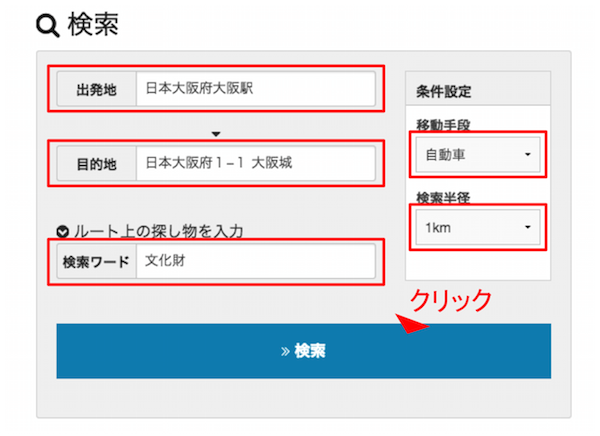 検索
出発地 日本大阪府大阪駅
目的地 日本大阪府1−1 大阪城
ルート上の探し物を入力
検索ワード 文化財
条件設定
移動手段
自動車
検索半径
1km
クリック
» 検索